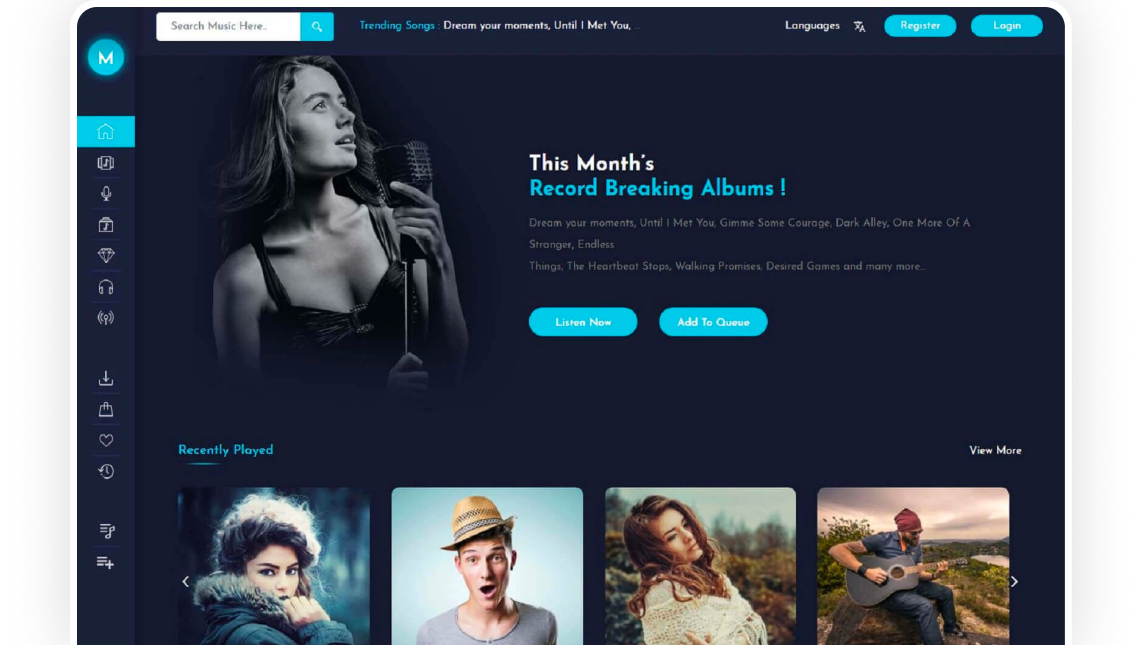 Search Music Here..
Trending Songs : Dream your moments, Until I Met You, ...
Languages
Register
Login
M
This Month's
Record Breaking Albums !
Dream your moments, Until I Met You, Gimme Some Courage, Dark Alley, One More Of A
Stranger, Endless
Things, The Heartbeat Stops, Walking Promises, Desired Games and many more...
Listen Now
Add To Queue
Recently Played
View More